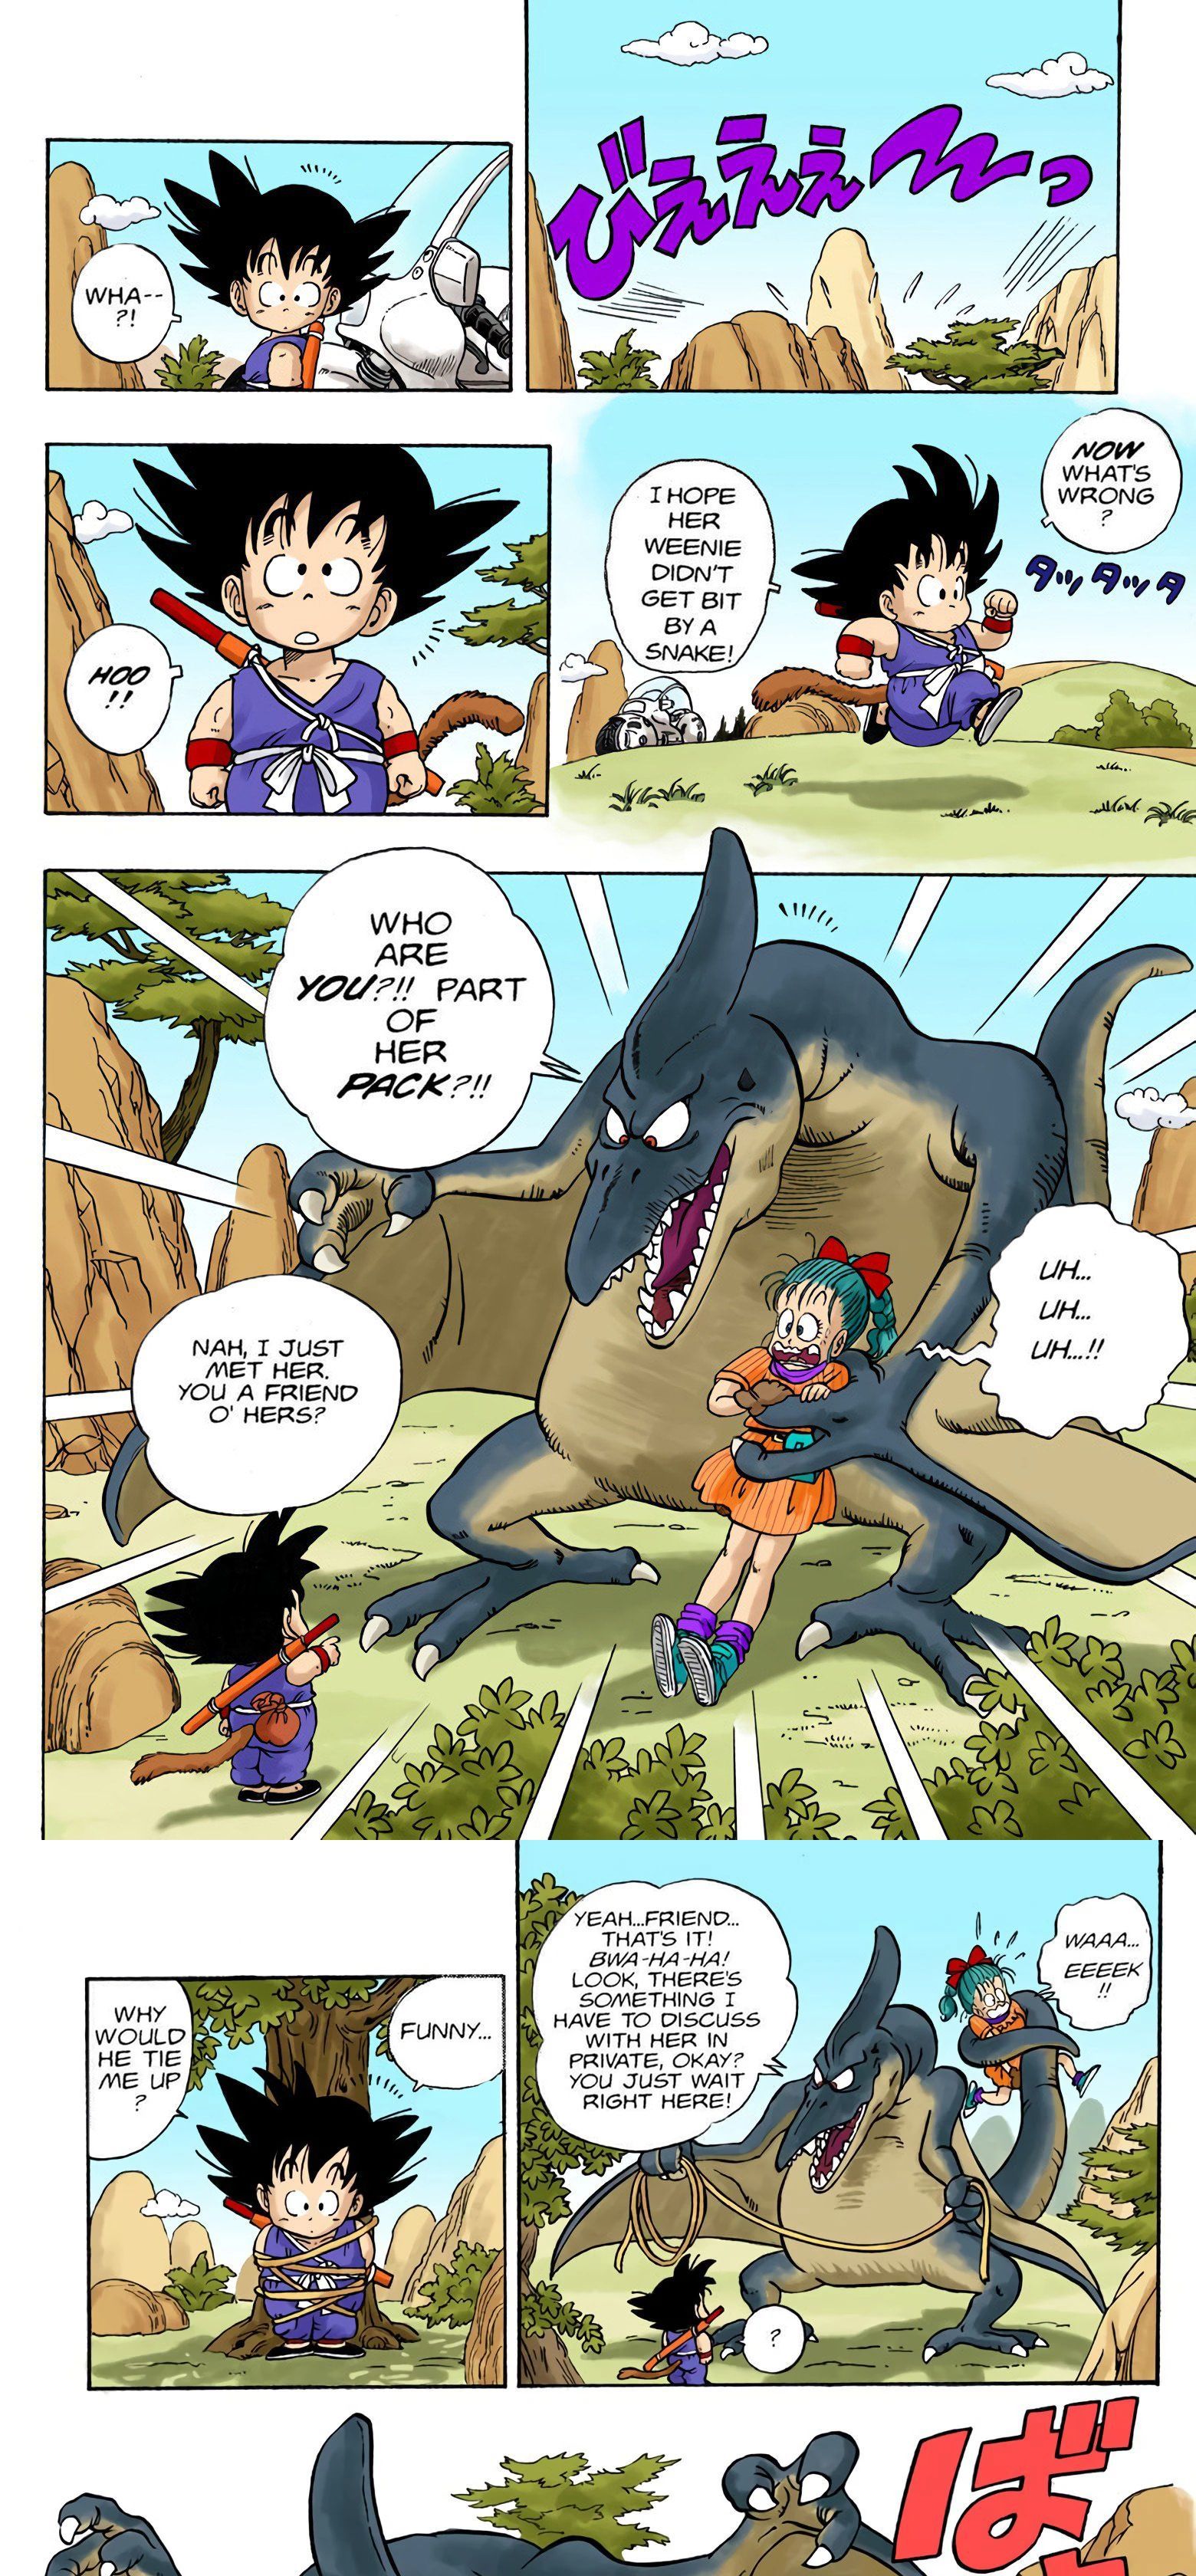 びえええ〜〜っ
WHA--
?!
NOW
WHAT'S
WRONG
?
タッタッタ
I HOPE
HER
WEENIE
DIDN'T
GET BIT
BY A
SNAKE!
HOO
!!
WHO
ARE
YOU?!! PART
OF
HER
PACK?!!
UH...
UH...
UH...!!
NAH, I JUST
MET HER.
YOU A FRIEND
O' HERS?
WAAA...
EEEEK
!!
YEAH...FRIEND...
THAT'S IT!
BWA-HA-HA!
LOOK, THERE'S
SOMETHING I
HAVE TO DISCUSS
WITH HER IN
PRIVATE, OKAY?
YOU JUST WAIT
RIGHT HERE!
?
FUNNY...
WHY
WOULD
HE TIE
ME UP
?
ば